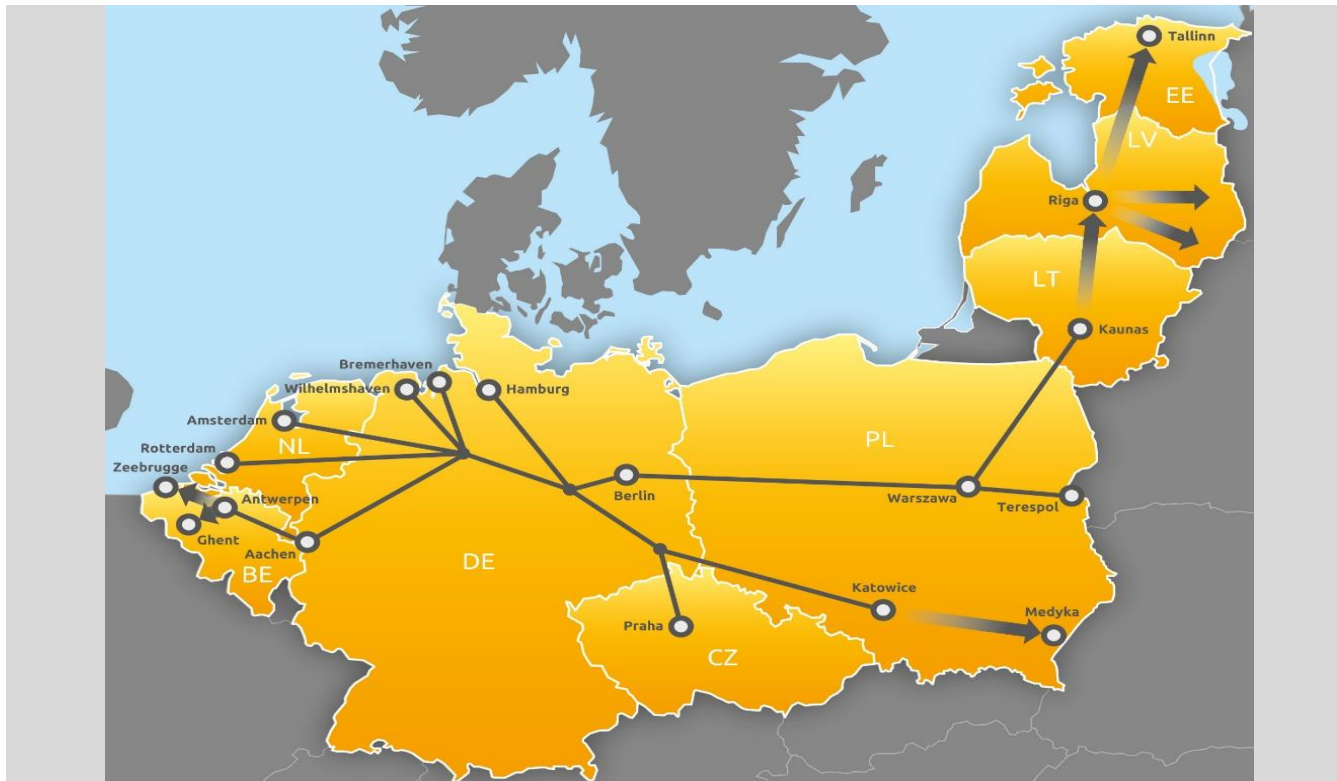 Tallinn
EE
LV
Riga
LT
Kaunas
Bremerhaven
Wilhelmshaven
Hamburg
Amsterdam
NL
PL
Rotterdam
Zeebrugge
Berlin
Warszawa
Antwerpen
Terespol
Ghent
Aachen
DE
BE
Katowice
Medyka
Praha
CZ